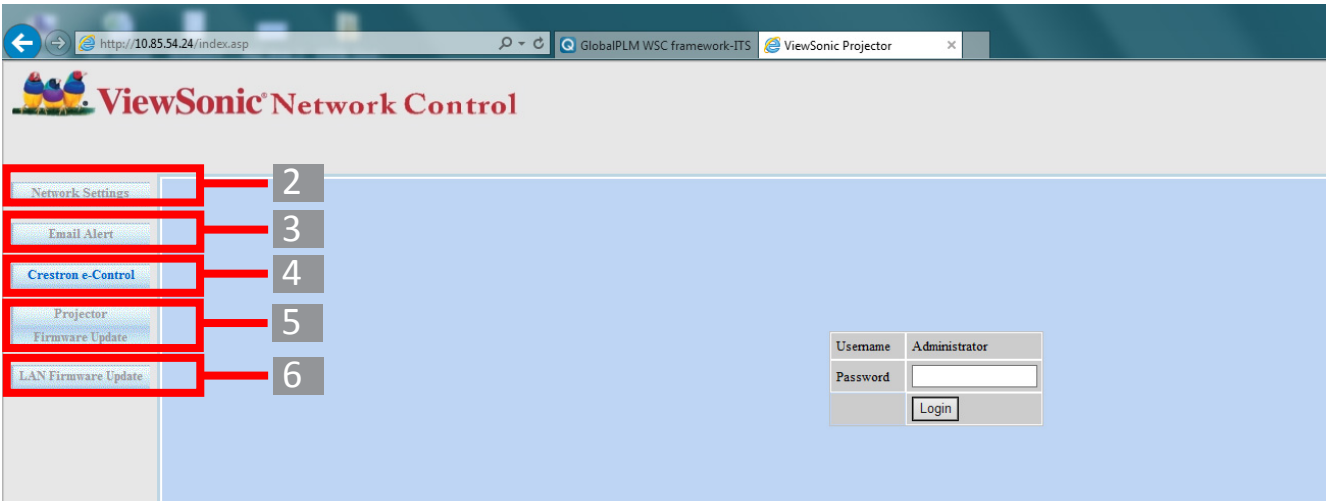 http://10.85.54.24/index.asp
GlobalPLM WSC framework-ITS
ViewSonic Projector
ViewSonic® Network Control
Network Settings 2
Email Alert 3
Crestron e-Control 4
Projector
Firmware Update 5
LAN Firmware Update 6
Username Administrator
Password
Login